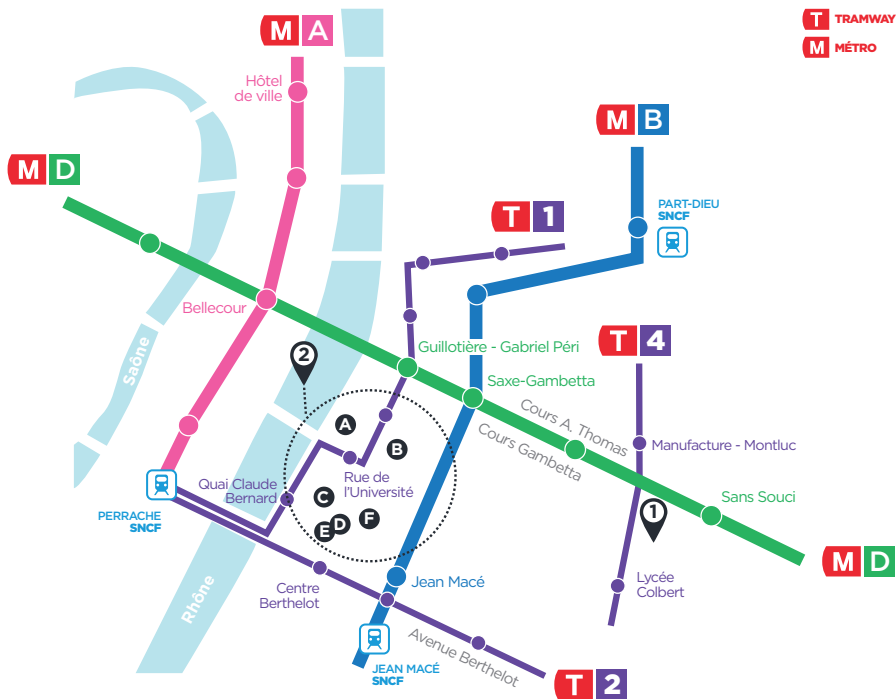 T TRAMWAY
M MÉTRO
M A
Hôtel
de ville
M B
M D
PART-DIEU
SNCF
T 1
Bellecour
Guillotière - Gabriel Péri
T 4
Saône
2
Saxe-Gambetta
Cours A. Thomas
Cours Gambetta
A
B
Manufacture - Montluc
Quai Claude
Bernard
Rue de
l'Université
Sans Souci
C
D
E
F
1
PERRACHE
SNCF
M D
Rhône
Centre
Berthelot
Jean Macé
Lycée
Colbert
Avenue Berthelot
JEAN MACÉ
SNCF
T 2